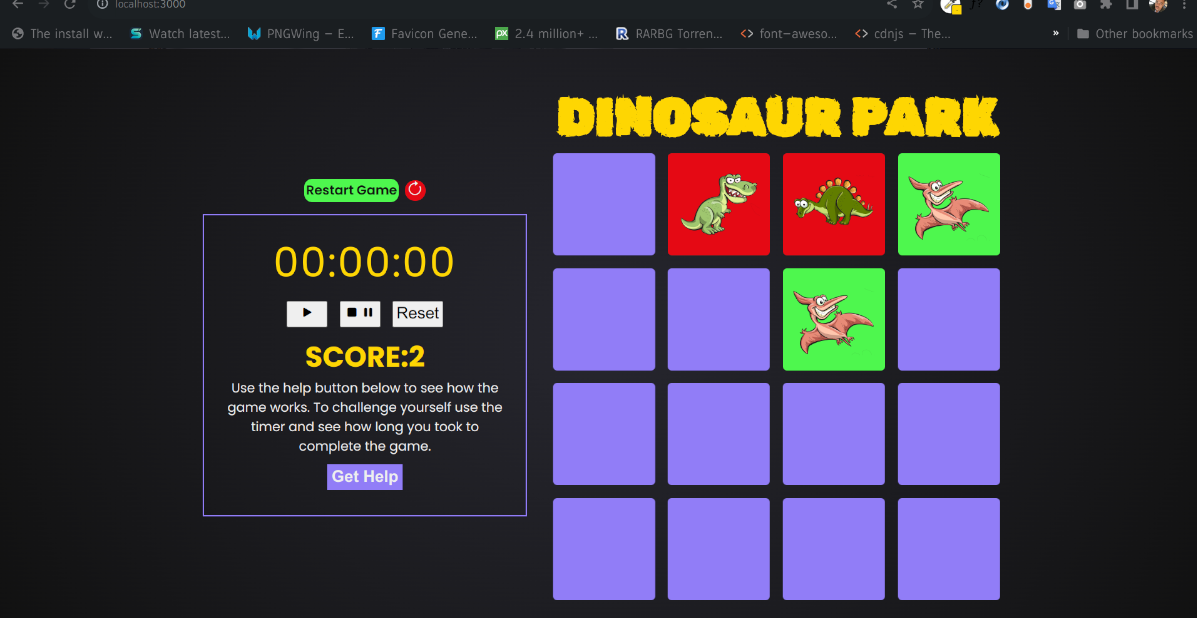 localhost:3000
The install w...
Watch latest...
PNGWing – E...
Favicon Gene...
2.4 million+ ...
RARBG Torren...
font-aweso...
cdnjs – The...
»
Other bookmarks
DINOSAUR PARK
Restart Game
00:00:00
Reset
SCORE:2
Use the help button below to see how the
game works. To challenge yourself use the
timer and see how long you took to
complete the game.
Get Help